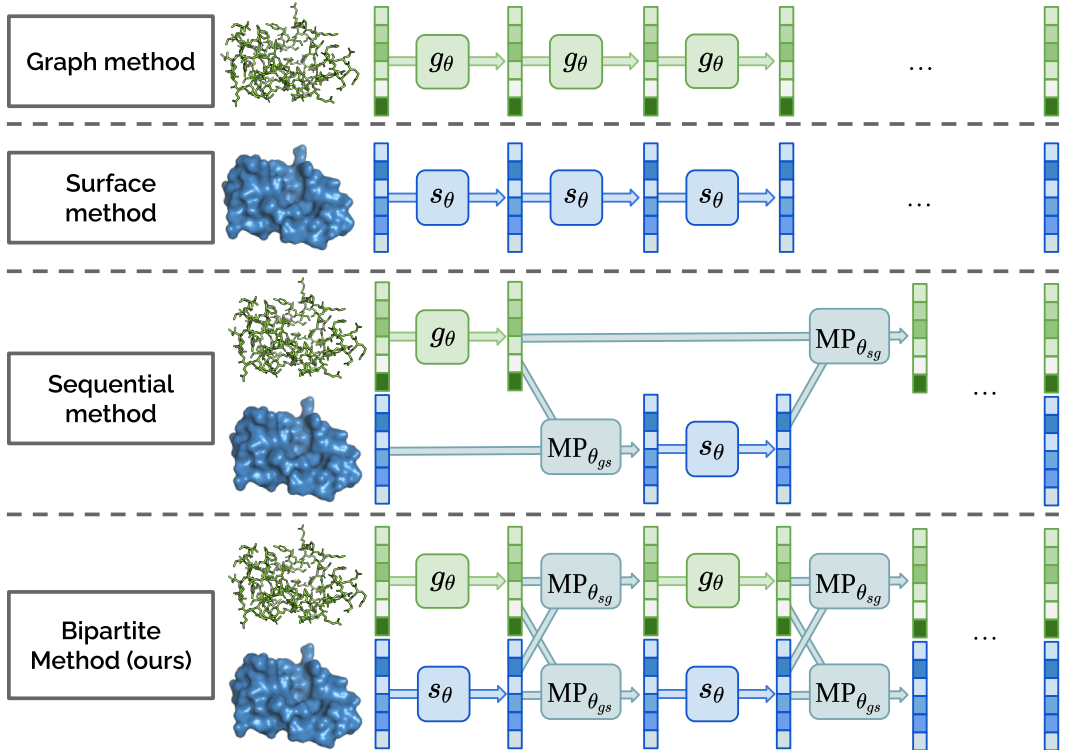 Graph method
gθ gθ gθ ...
Surface
method
sθ sθ sθ ...
Sequential
method
gθ
MPθsg
MPθgs
sθ
...
Bipartite
Method (ours)
gθ MPθsg gθ MPθsg
...
sθ MPθgs sθ MPθgs